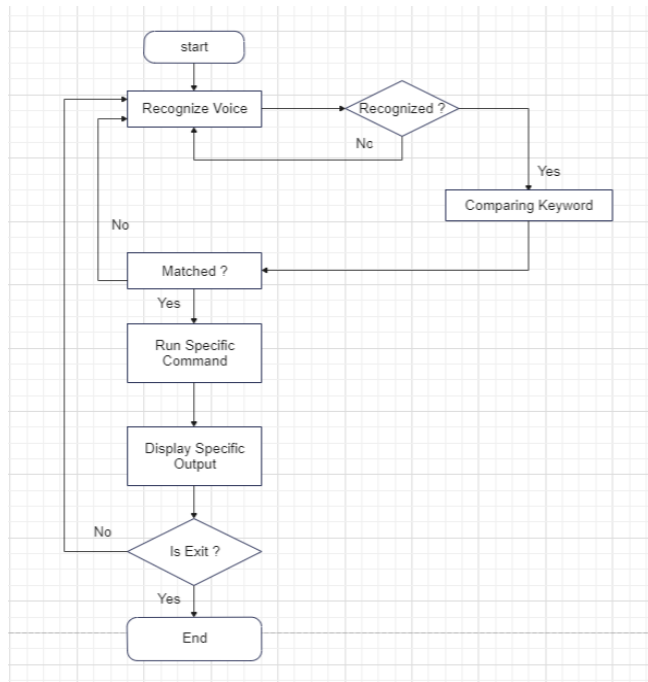 start
Recognize Voice
Recognized ?
Nc
Yes
Comparing Keyword
No
Matched ?
Yes
Run Specific
Command
Display Specific
Output
No
Is Exit ?
Yes
End